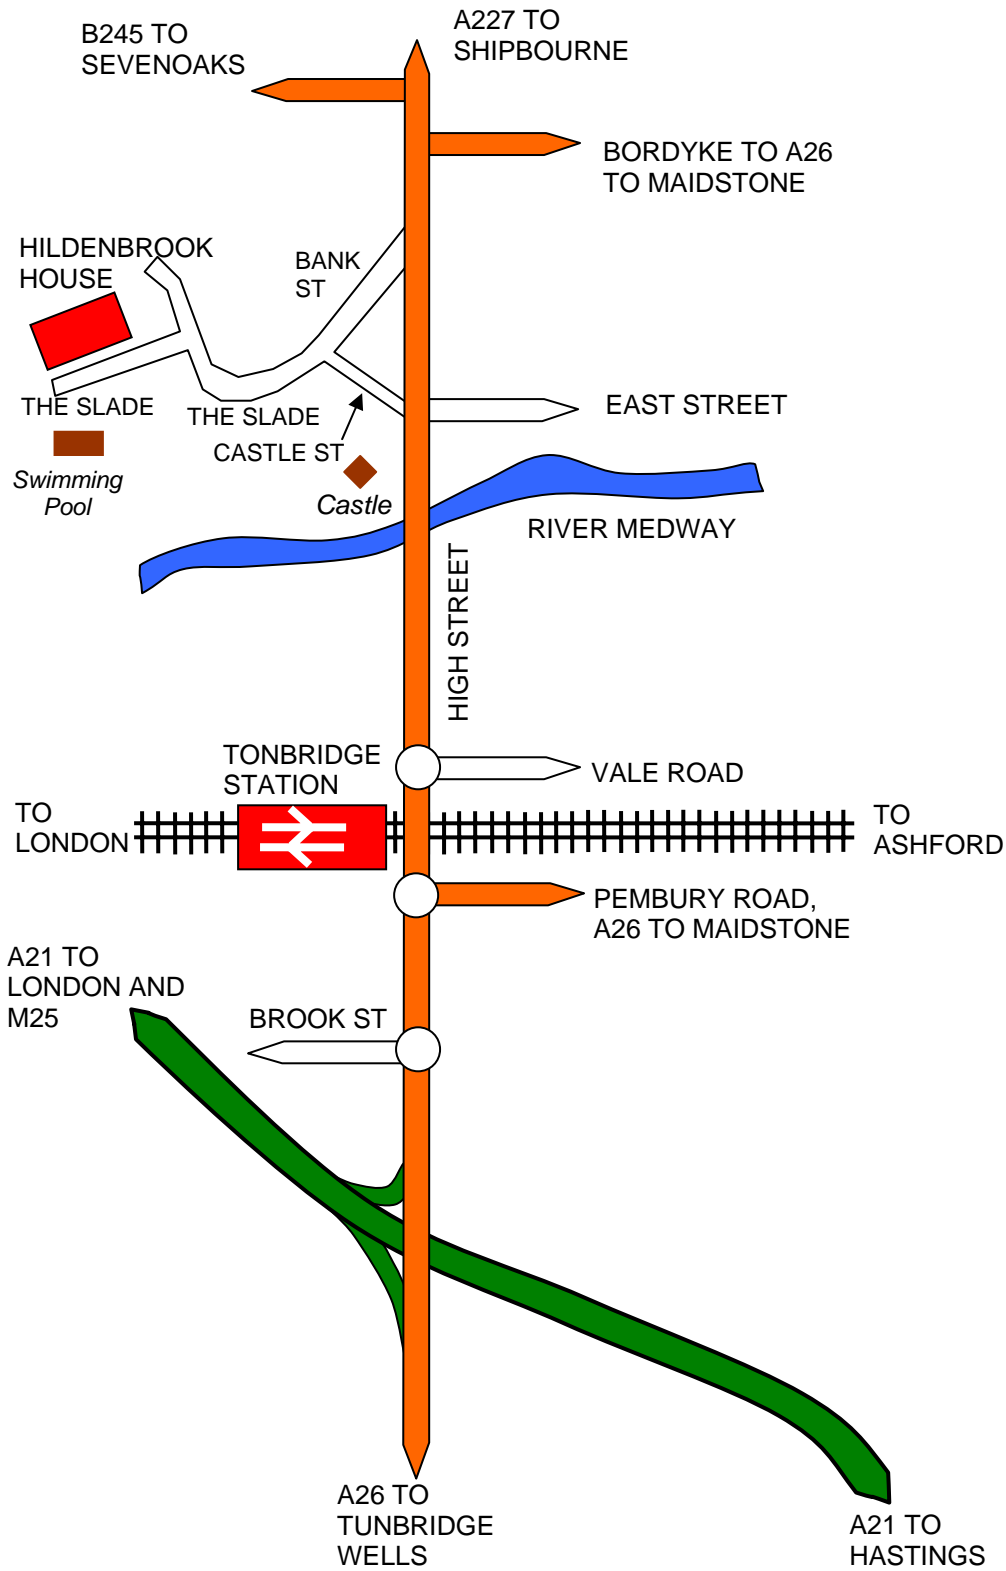 A227 TO
SHIPBOURNE
B245 TO
SEVENOAKS
BORDYKE TO A26
TO MAIDSTONE
HILDENBROOK
HOUSE
BANK
ST
THE SLADE
THE SLADE
EAST STREET
CASTLE ST
Swimming
Pool
Castle
RIVER MEDWAY
HIGH STREET
TONBRIDGE
STATION
VALE ROAD
TO
LONDON
TO
ASHFORD
PEMBURY ROAD,
A26 TO MAIDSTONE
A21 TO
LONDON AND
M25
BROOK ST
A26 TO
TUNBRIDGE
WELLS
A21 TO
HASTINGS